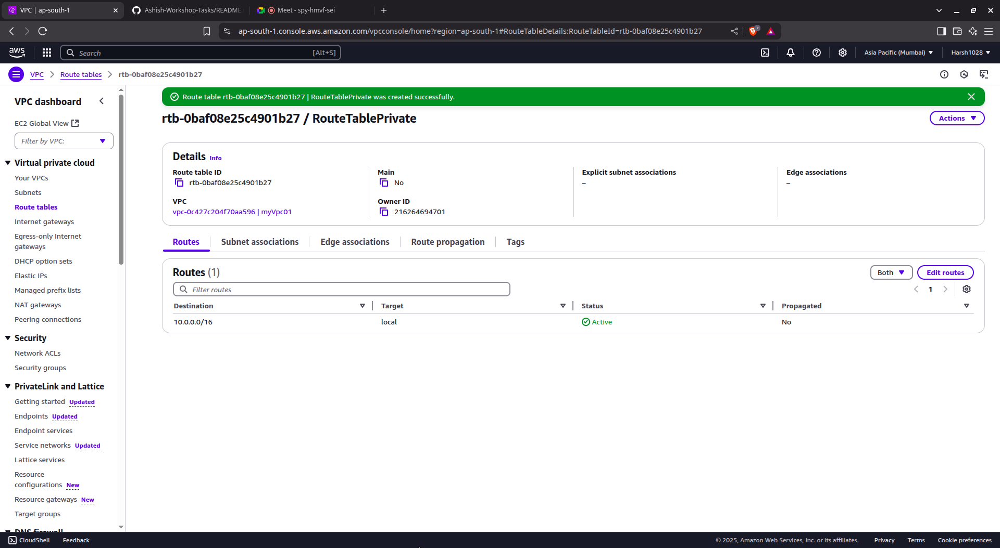 VPC | ap-south-1
Ashish-Workshop-Tasks/README.
Meet - spy-hmvf-sei
ap-south-1.console.aws.amazon.com/vpcconsole/home?region=ap-south-1#RouteTableDetails:RouteTableId=rtb-0baf08e25c4901b27
7
aws
Search
[Alt+S]
Asia Pacific (Mumbai)
Harsh1028
VPC
Route tables
rtb-0baf08e25c4901b27
VPC dashboard
EC2 Global View
Filter by VPC:
Virtual private cloud
Your VPCs
Subnets
Route tables
Internet gateways
Egress-only Internet
gateways
DHCP option sets
Elastic IPs
Managed prefix lists
NAT gateways
Peering connections
Security
Network ACLs
Security groups
PrivateLink and Lattice
Getting started Updated
Endpoints Updated
Endpoint services
Service networks Updated
Lattice services
Resource
configurations New
Resource gateways New
Target groups
DNS firewall
Route table rtb-0baf08e25c4901b27 | RouteTablePrivate was created successfully.
rtb-0baf08e25c4901b27 / RouteTablePrivate
Actions
Details Info
Route table ID
rtb-0baf08e25c4901b27
Main
No
Explicit subnet associations
–
Edge associations
–
VPC
vpc-0c427c204f70aa596 | myVpc01
Owner ID
216264694701
Routes
Subnet associations
Edge associations
Route propagation
Tags
Routes (1)
Both
Edit routes
Filter routes
1
Destination
Target
Status
Propagated
10.0.0.0/16
local
Active
No
CloudShell
Feedback
© 2025, Amazon Web Services, Inc. or its affiliates.
Privacy
Terms
Cookie preferences